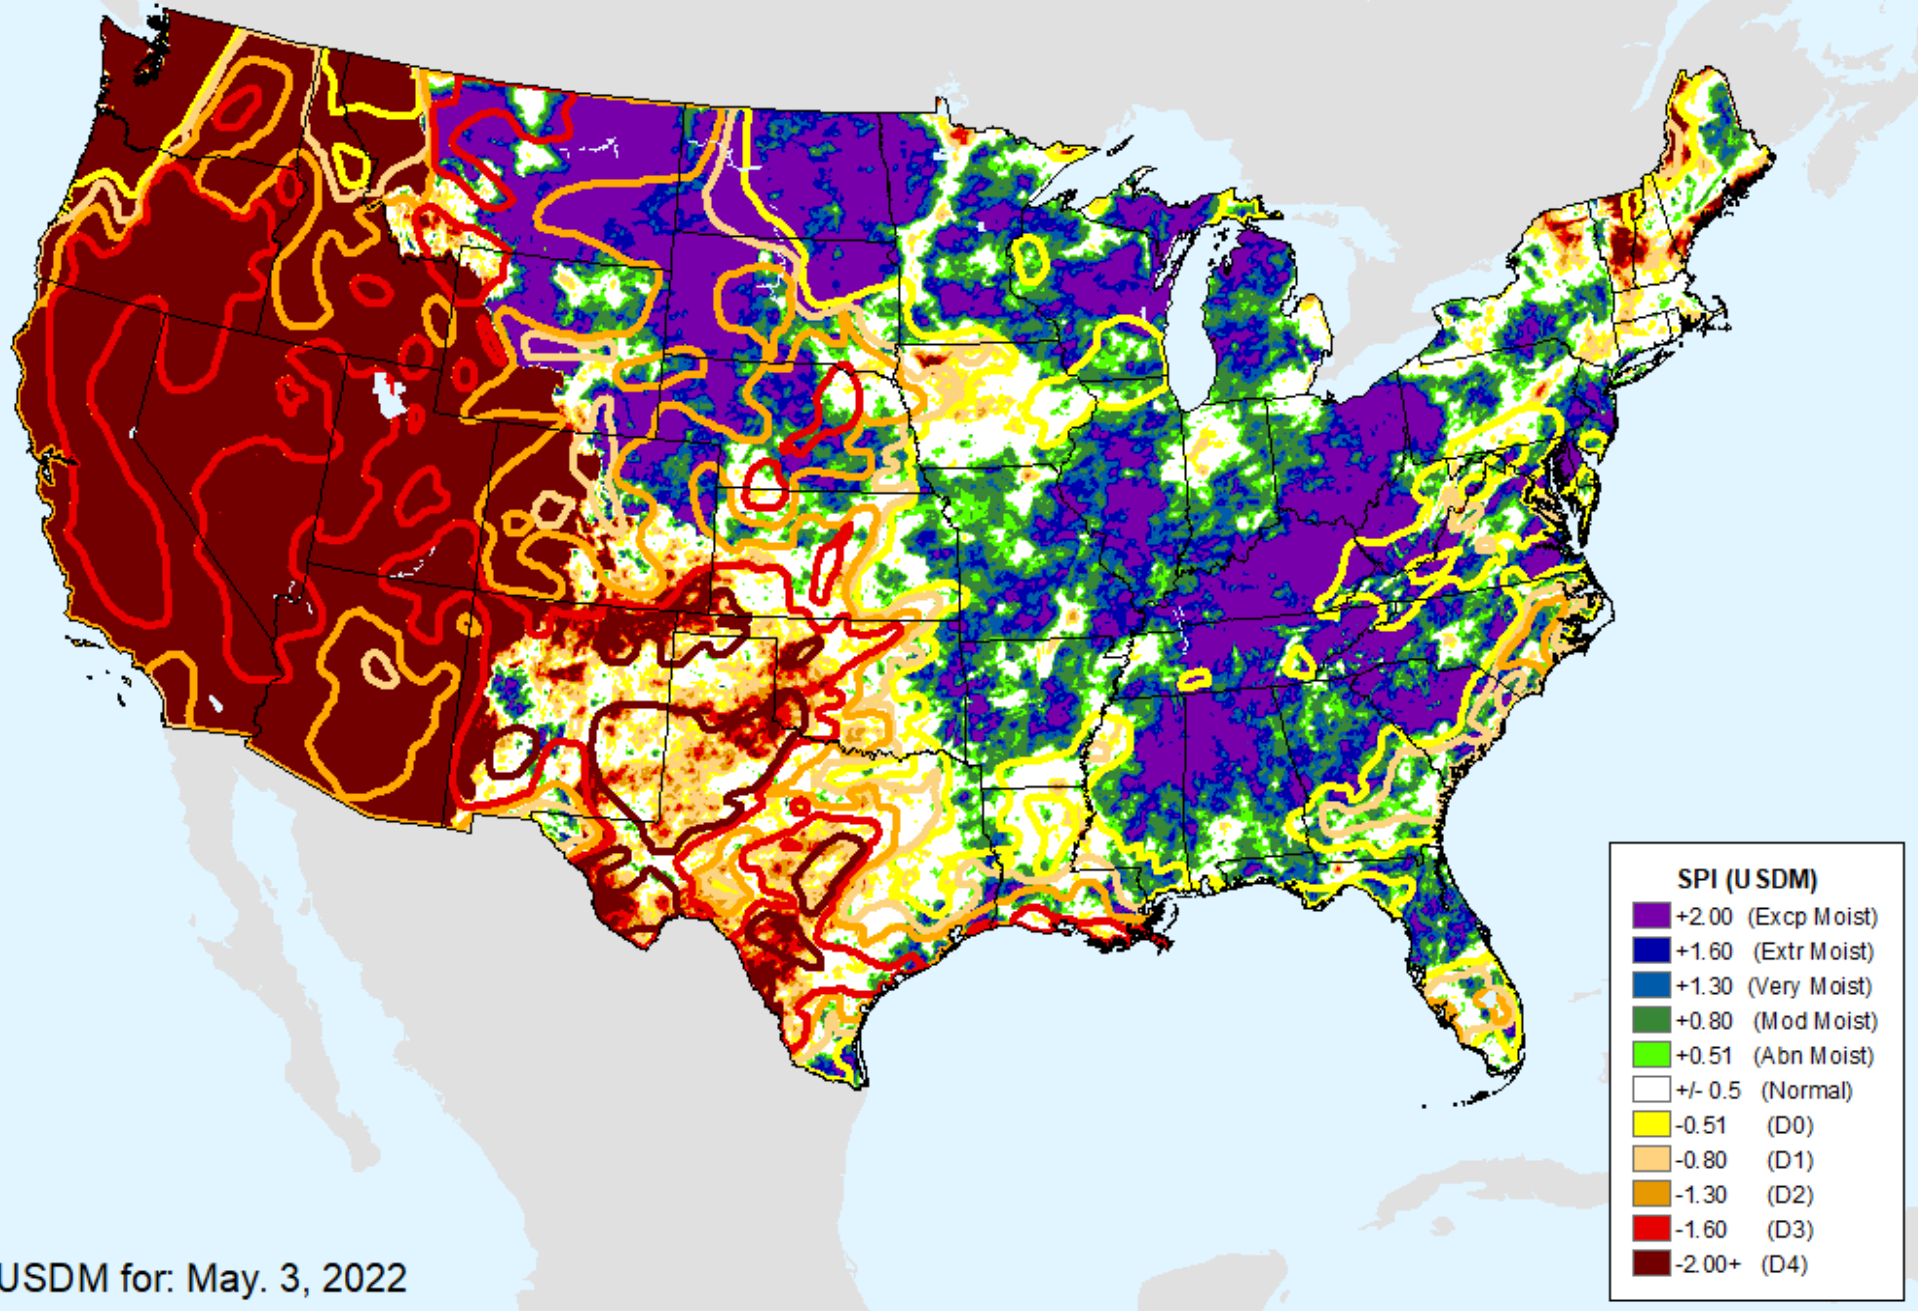 SPI (USDM)
+2.00 (Excp Moist)
+1.60 (Extr Moist)
+1.30 (Very Moist)
+0.80 (Mod Moist)
+0.51 (Abn Moist)
+/- 0.5 (Normal)
-0.51 (D0)
-0.80 (D1)
-1.30 (D2)
-1.60 (D3)
-2.00+ (D4)
USDM for: May. 3, 2022